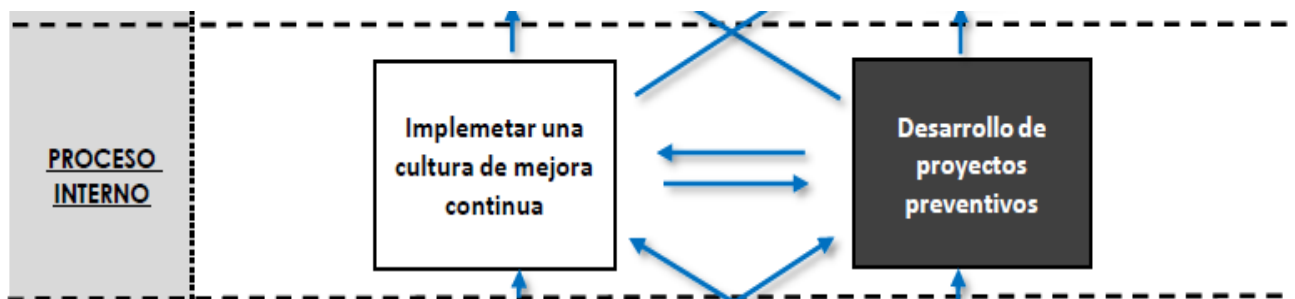 PROCESO
INTERNO
Implemetar una
cultura de mejora
continua
Desarrollo de
proyectos
preventivos